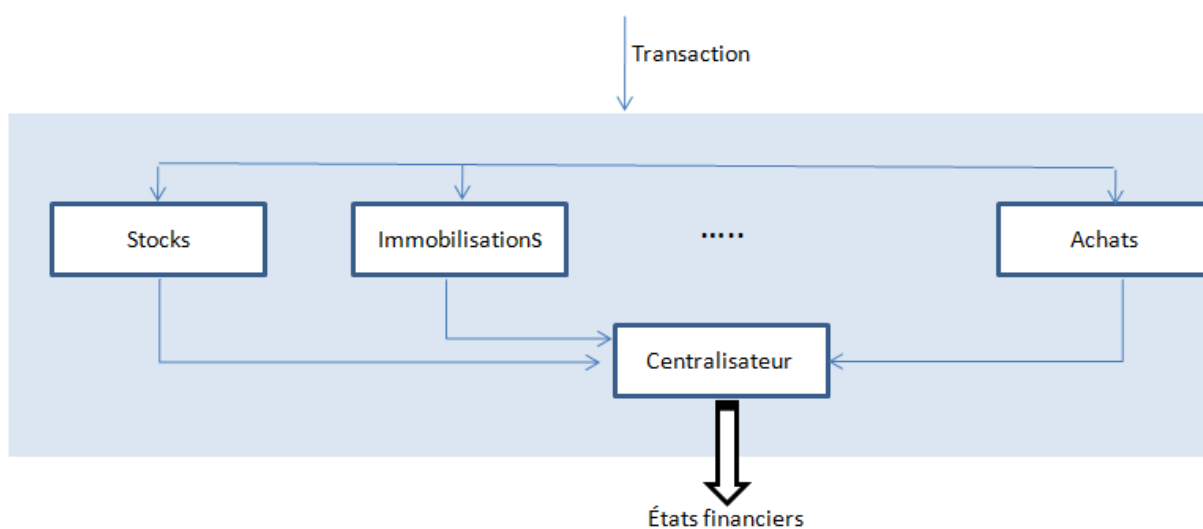 Transaction
Stocks
ImmobilisationS
.....
Achats
Centralisateur
États financiers